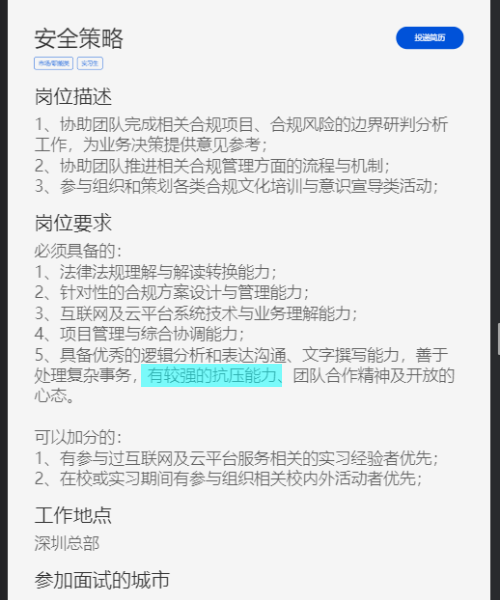 安全策略
投递简历
实习生
岗位描述
1、协助团队完成相关合规项目、合规风险的边界研判分析
工作，为业务决策提供意见参考；
2、协助团队推进相关合规管理方面的流程与机制；
3、参与组织和策划各类合规文化培训与意识宣导类活动；
岗位要求
必须具备的：
1、法律法规理解与解读转换能力；
2、针对性的合规方案设计与管理能力；
3、互联网及云平台系统技术与业务理解能力；
4、项目管理与综合协调能力；
5、具备优秀的逻辑分析和表达沟通、文字撰写能力，善于
处理复杂事务，有较强的抗压能力、团队合作精神及开放的
心态。
可以加分的：
1、有参与过互联网及云平台服务相关的实习经验者优先；
2、在校或实习期间有参与组织相关校内外活动者优先；
工作地点
深圳总部
参加面试的城市